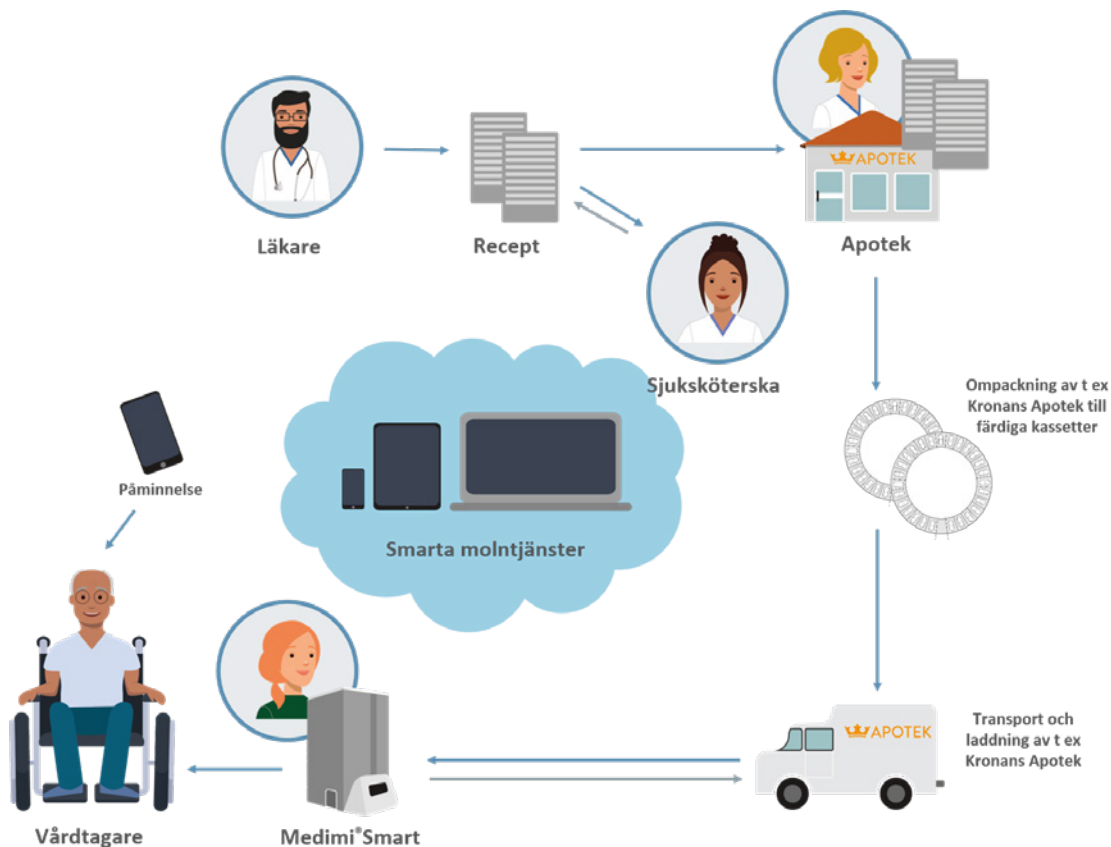 APOTEK
Läkare
Recept
Apotek
Sjuksköterska
Ompackning av t ex
Kronans Apotek till
färdiga kassetter
Påminnelse
Smarta molntjänster
APOTEK
Transport och
laddning av t ex
Kronans Apotek
Vårdtagare
Medimi®Smart